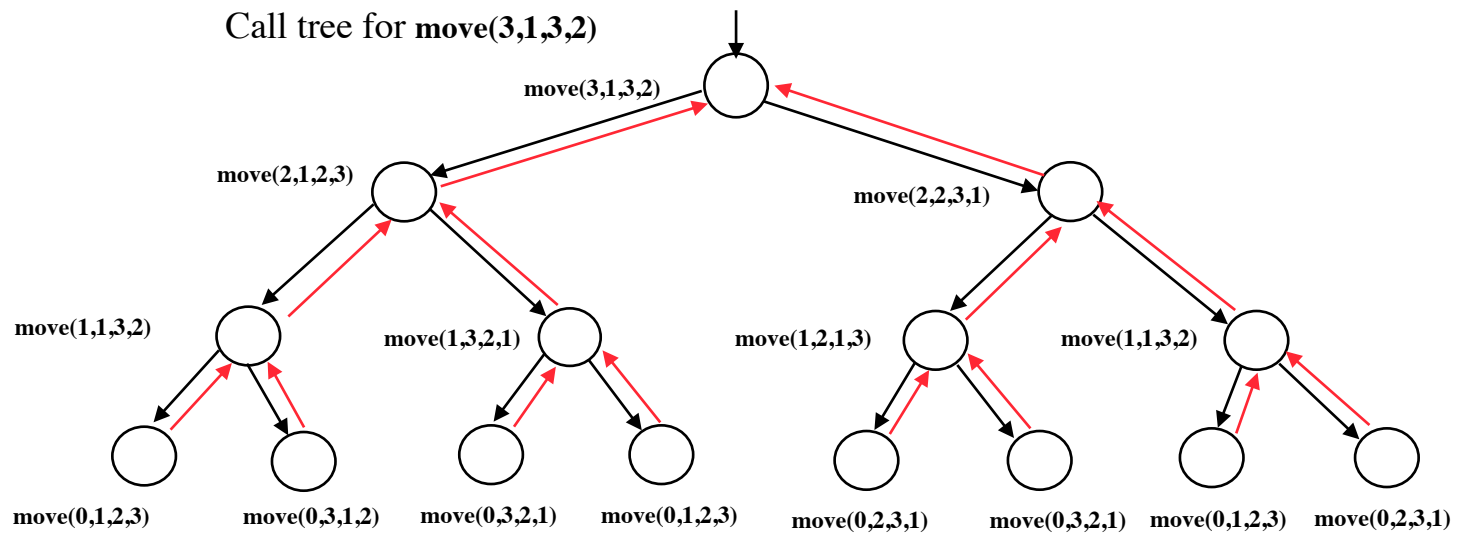 Call tree for move(3,1,3,2)
move(3,1,3,2)
move(2,1,2,3)
move(2,2,3,1)
move(1,1,3,2)
move(1,3,2,1)
move(1,2,1,3)
move(1,1,3,2)
move(0,1,2,3)
move(0,3,1,2)
move(0,3,2,1)
move(0,1,2,3)
move(0,2,3,1)
move(0,3,2,1)
move(0,1,2,3)
move(0,2,3,1)